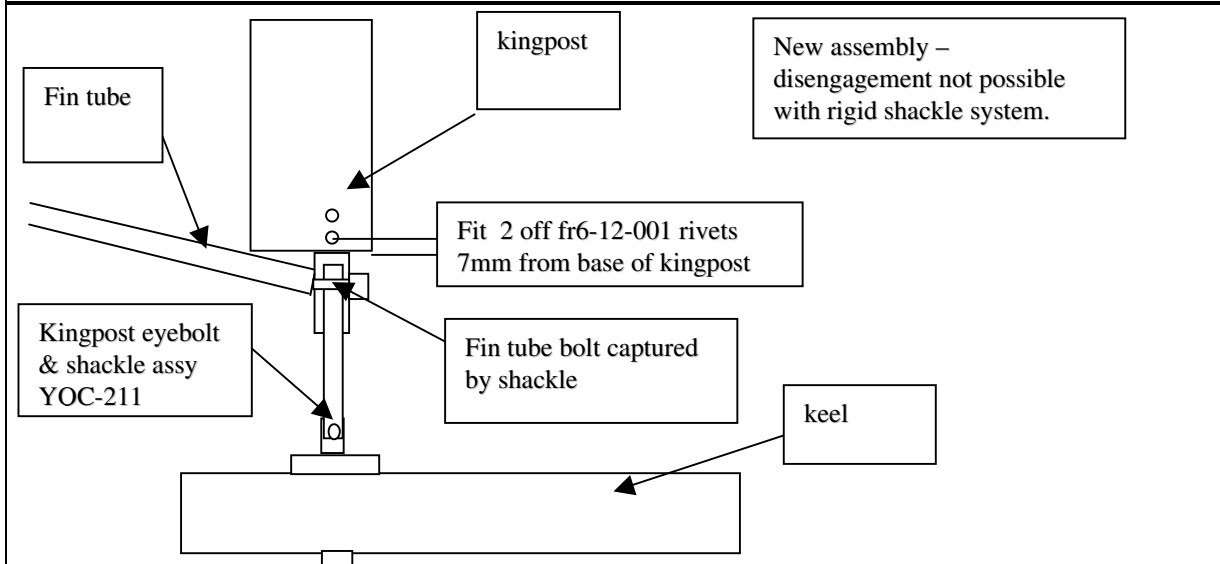 kingpost
New assembly –
disengagement not possible
with rigid shackle system.
Fin tube
Fit  2 off fr6-12-001 rivets
7mm from base of kingpost
Kingpost eyebolt
& shackle assy
YOC-211
Fin tube bolt captured
by shackle
keel